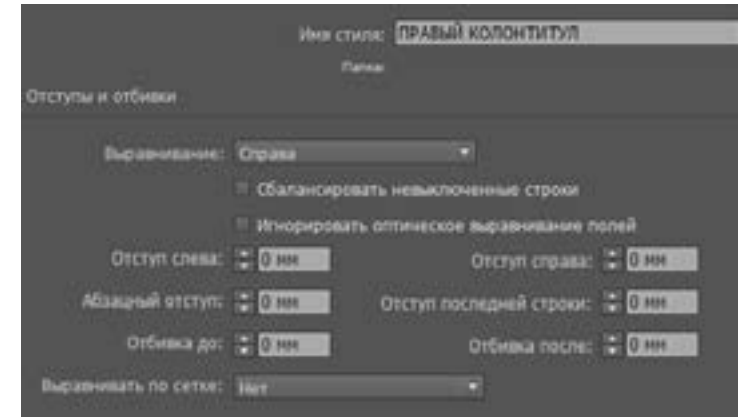 Имя стиля: ПРАВЫЙ КОЛОНТИТУЛ
Папка:
Отступы и отбивки
Выравнивание: Справа
Сбалансировать невыключенные строки
Игнорировать оптическое выравнивание полей
Отступ слева: 0 мм Отступ справа: 0 мм
Абзацный отступ: 0 мм Отступ последней строки: 0 мм
Отбивка до: 0 мм Отбивка после: 0 мм
Выравнивать по сетке: Нет